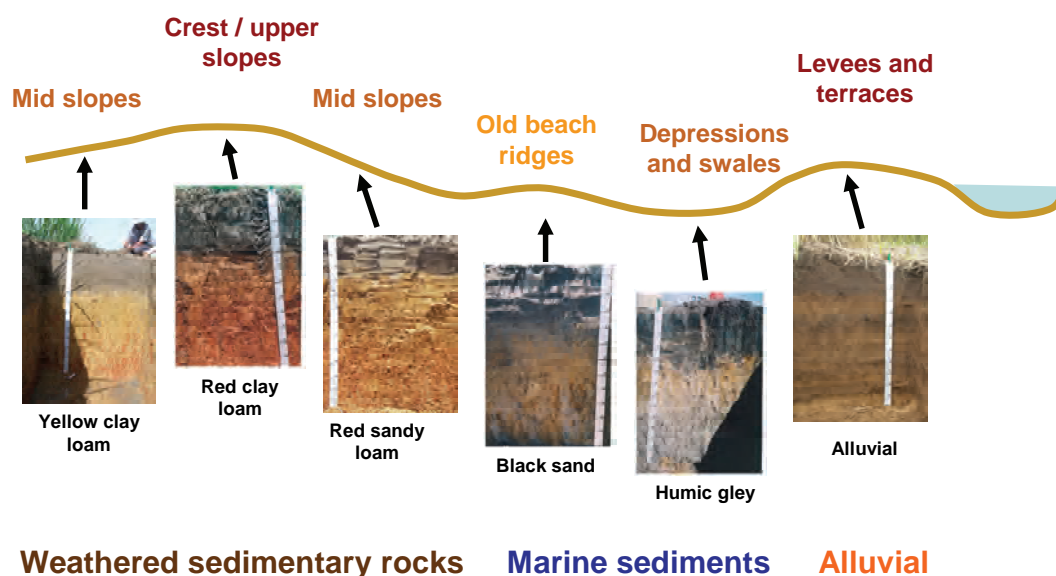 Crest / upper
slopes
Mid slopes
Mid slopes
Old beach
ridges
Depressions
and swales
Levees and
terraces
Yellow clay
loam
Red clay
loam
Red sandy
loam
Black sand
Humic gley
Alluvial
Weathered sedimentary rocks
Marine sediments
Alluvial